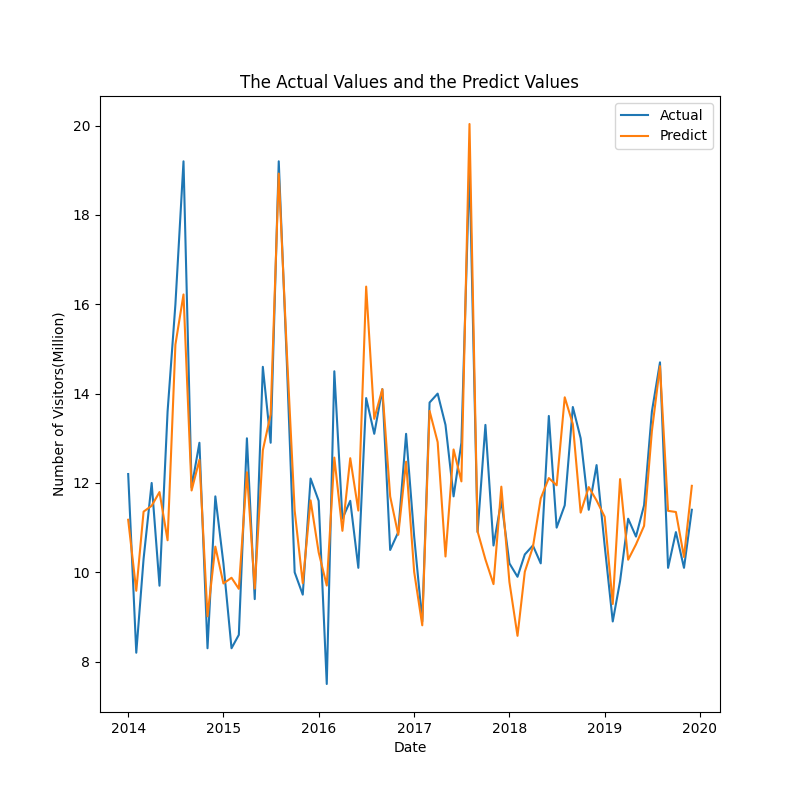 The Actual Values and the Predict Values
Actual
Predict
20
18
16
14
12
10
8
Number of Visitors(Million)
2014 2015 2016 2017 2018 2019 2020
Date